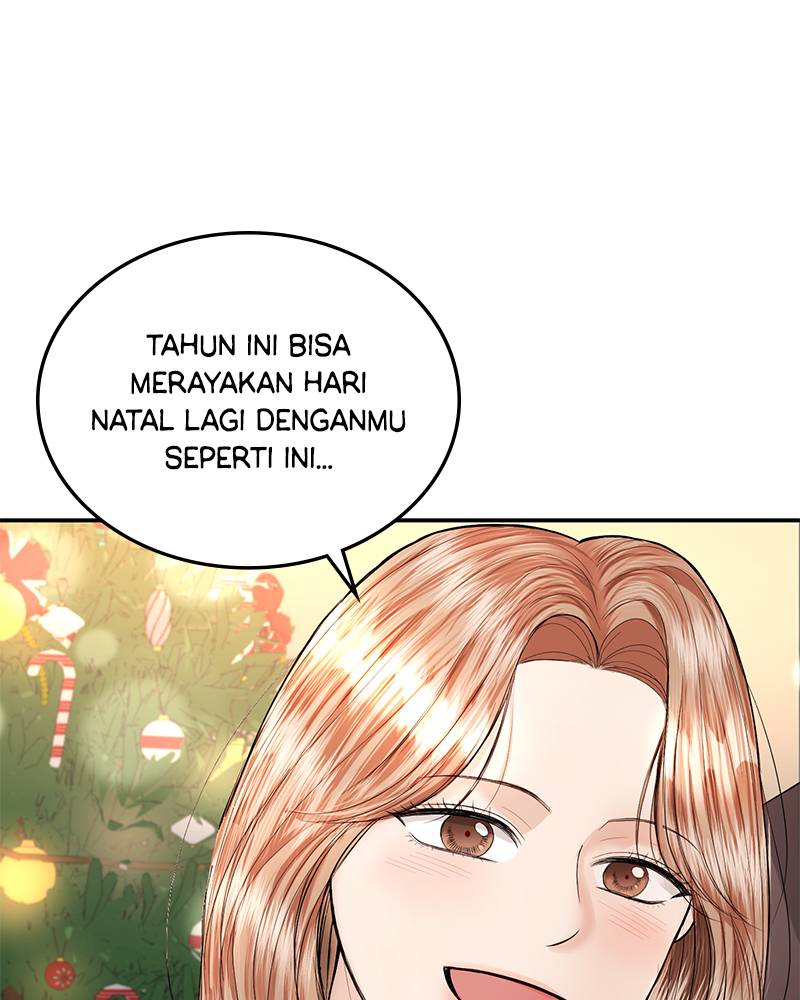 TAHUN INI BISA
MERAYAKAN HARI
NATAL LAGI DENGANMU
SEPERTI INI...